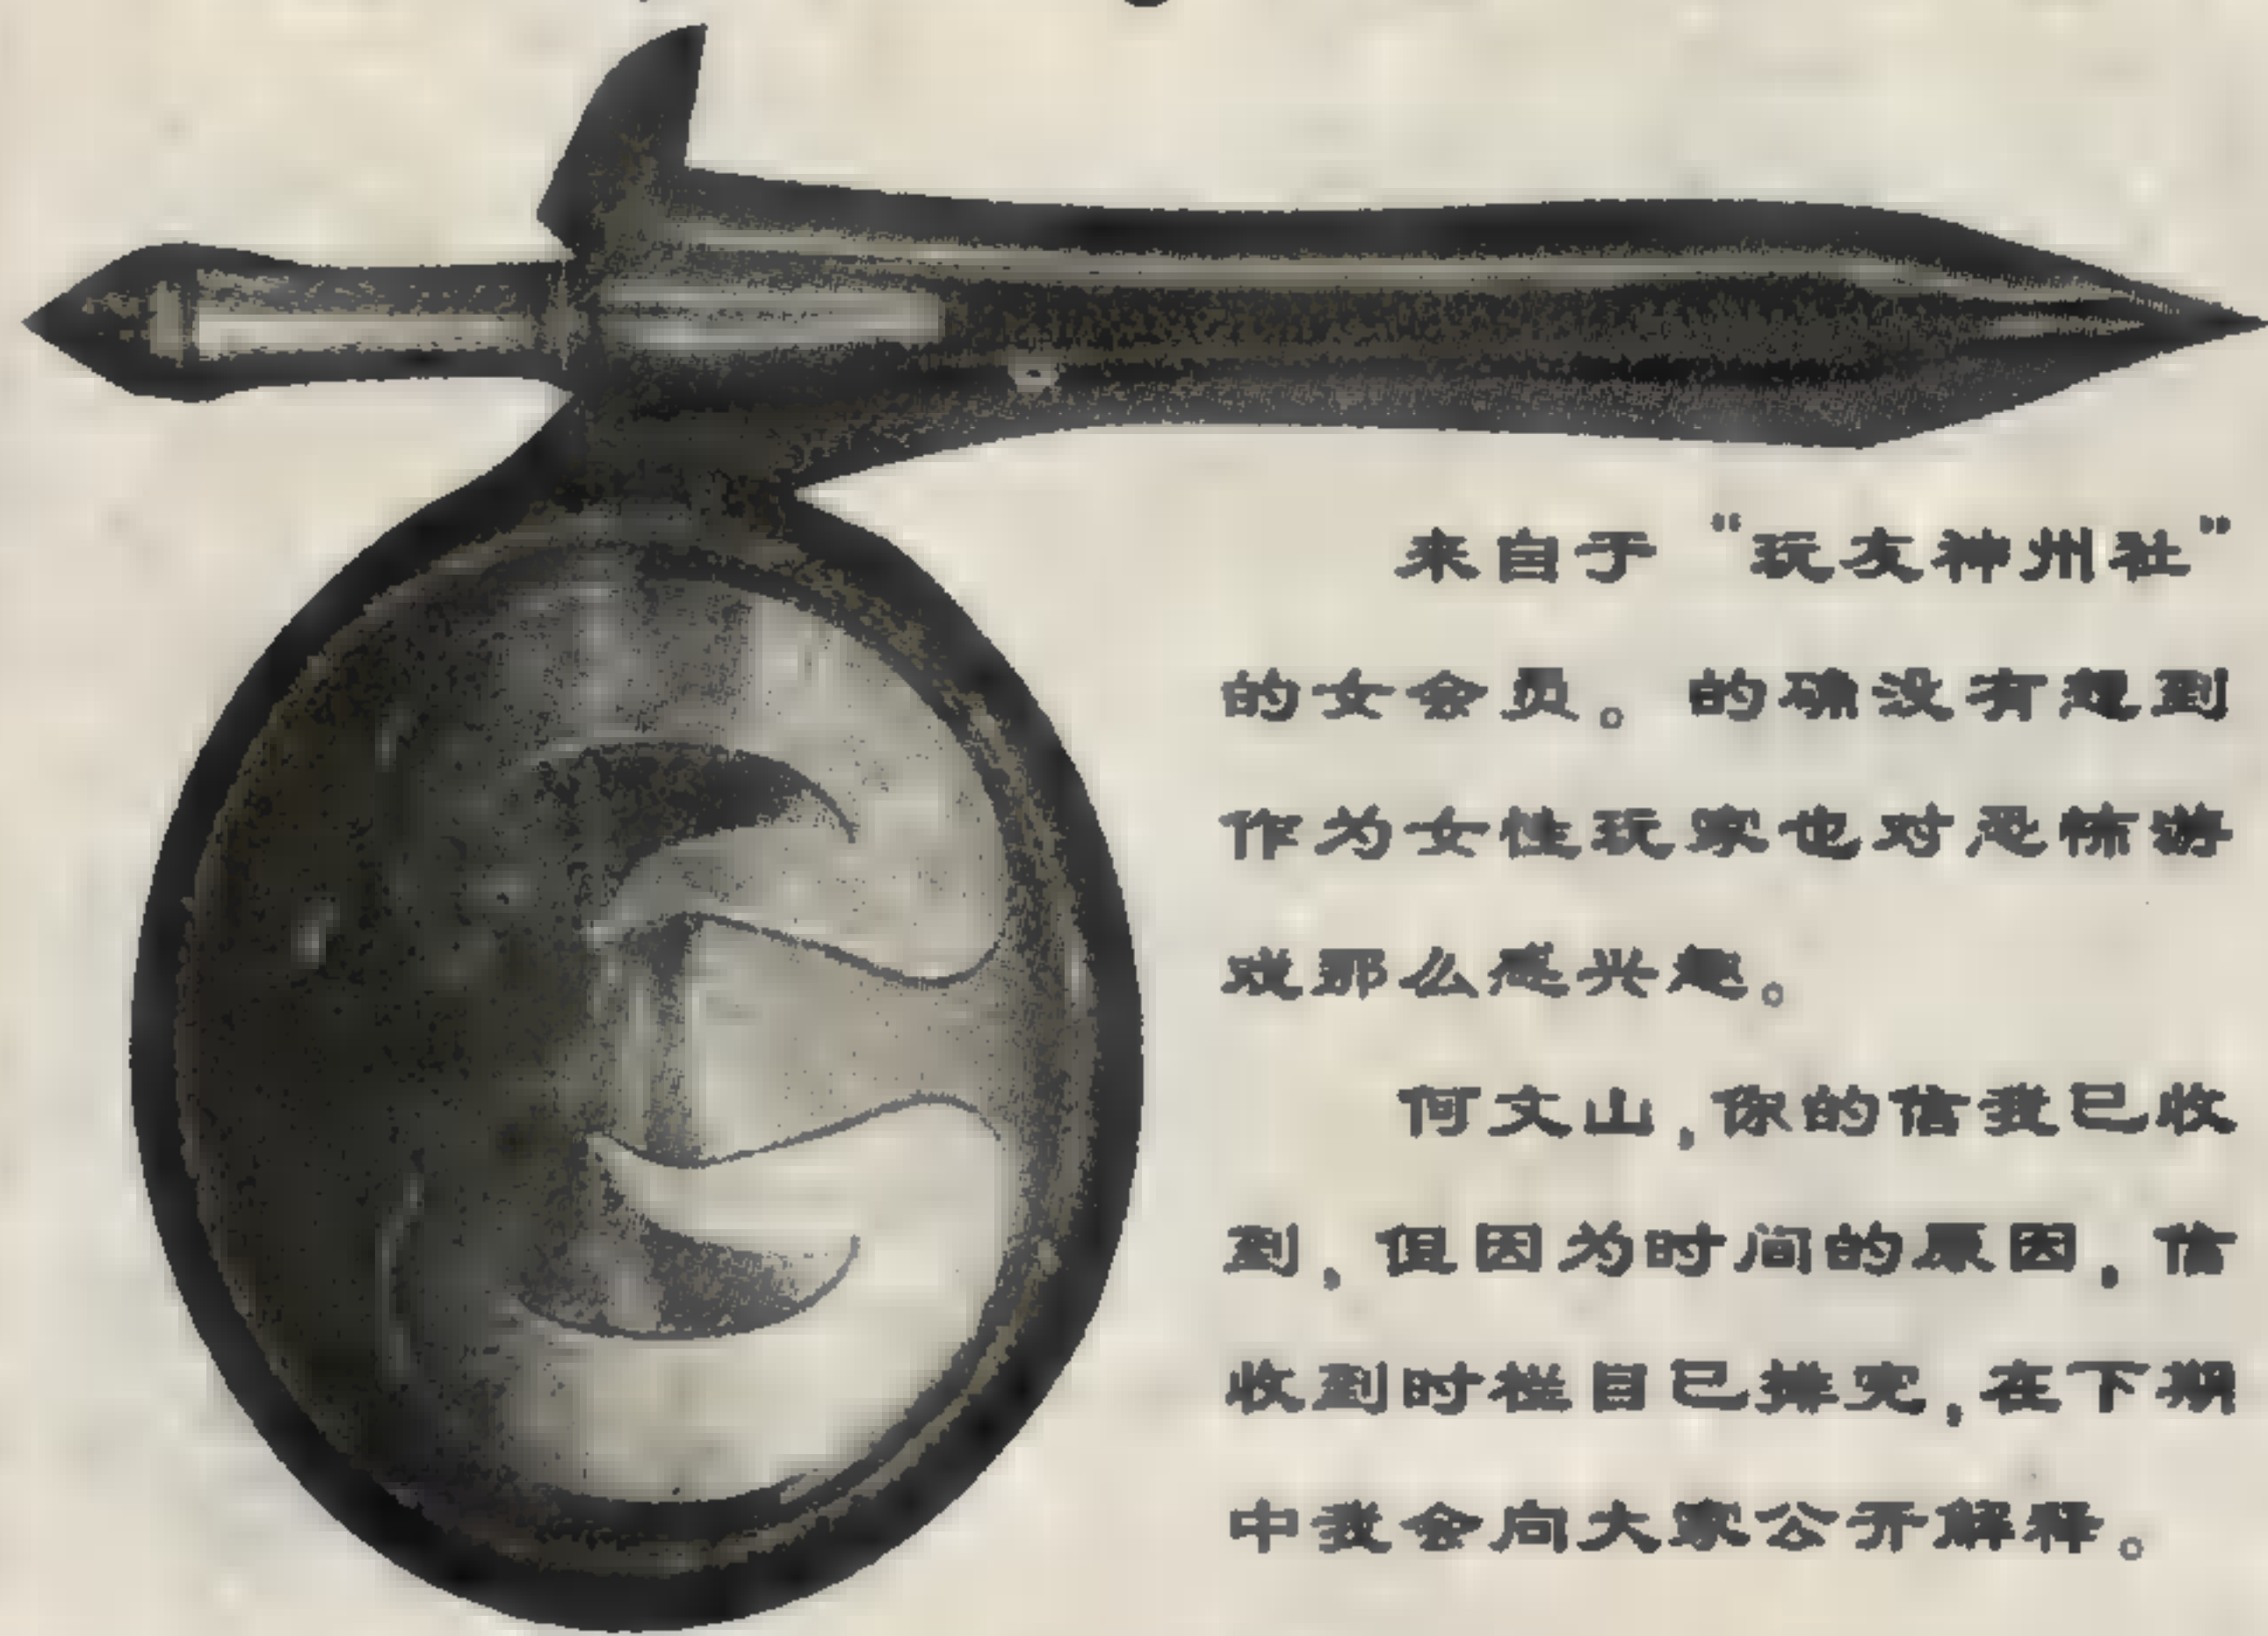 来自于“玩友神州社”
的女会员。的确没有想到
作为女性玩家也对恐怖游
戏那么感兴趣。
何文山,你的信我已收
到,但因为时间的原因,信
收到时栏目已排完,在下期
中我会向大家公开解释。